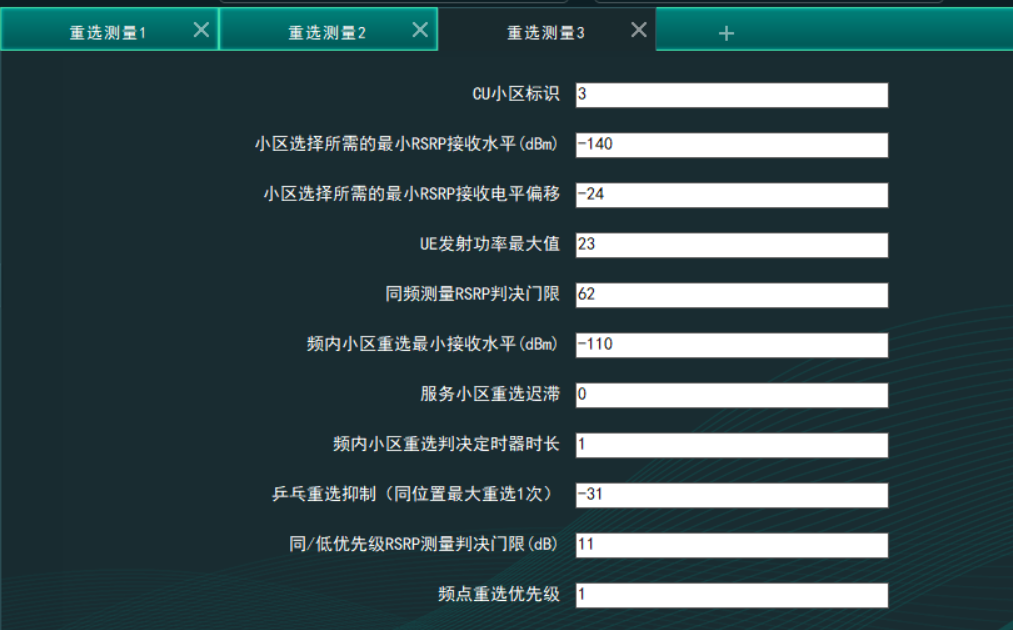 重选测量1 × 重选测量2 × 重选测量3 × +
CU小区标识 3
小区选择所需的最小RSRP接收水平(dBm) -140
小区选择所需的最小RSRP接收电平偏移 -24
UE发射功率最大值 23
同频测量RSRP判决门限 62
频内小区重选最小接收水平(dBm) -110
服务小区重选迟滞 0
频内小区重选判决定时器时长 1
乒乓重选抑制（同位置最大重选1次） -31
同/低优先级RSRP测量判决门限(dB) 11
频点重选优先级 1